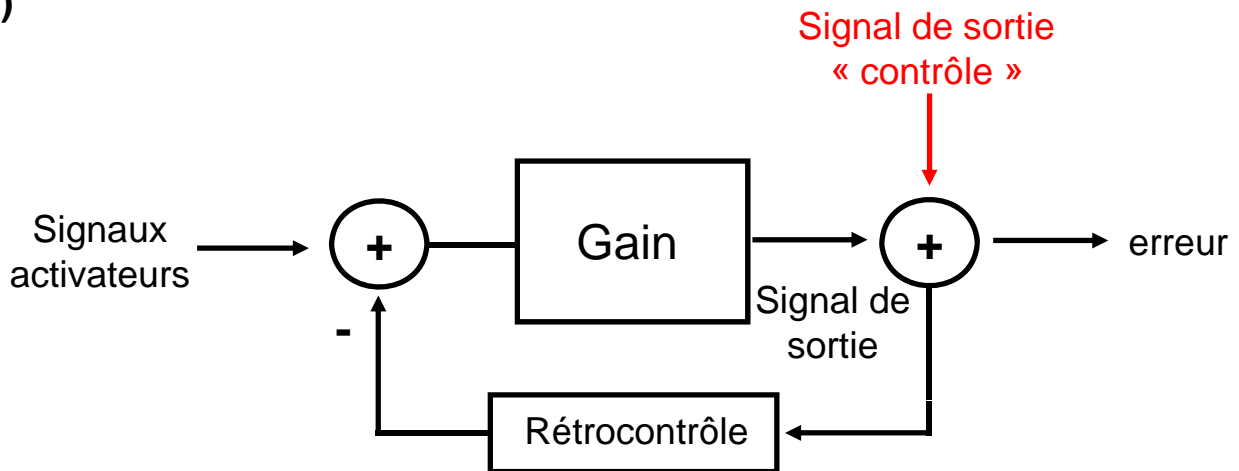 )
Signal de sortie
« contrôle »
Signaux
activateurs
+
Gain
+
erreur
Signal de
sortie
-
Rétrocontrôle